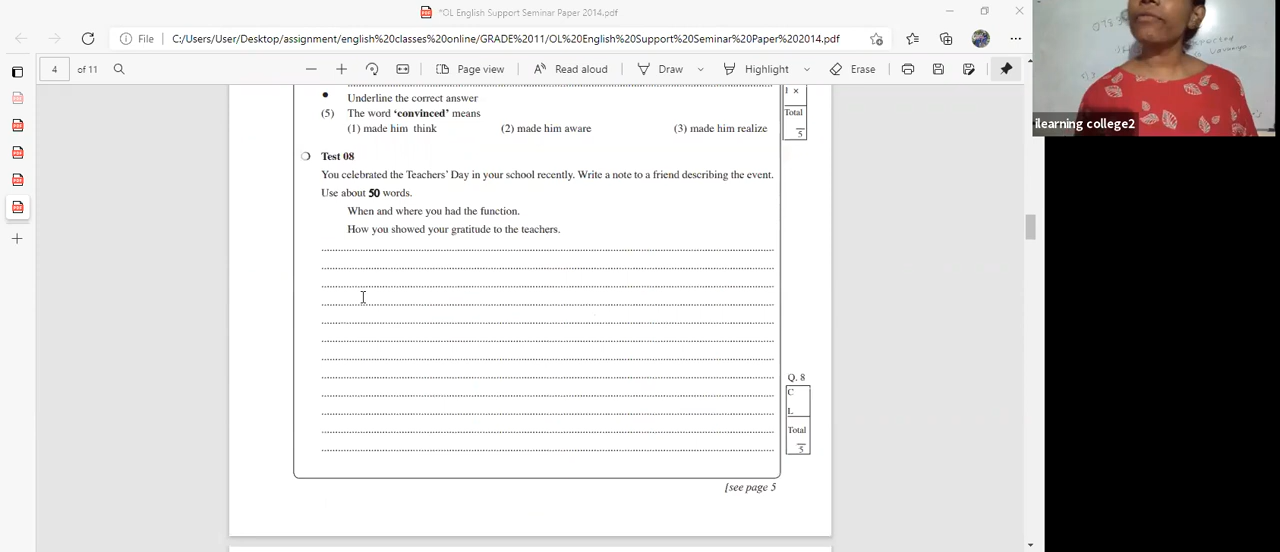 *OL English Support Seminar Paper 2014.pdf
File
C:/Users/User/Desktop/assignment/english%20classes%20online/GRADE%2011/OL%20English%20Support%20Seminar%20Paper%202014.pdf
4 of 11
Page view
Read aloud
Draw
Highlight
Erase
ilearning college2
Underline the correct answer
(5) The word ‘convinced’ means
(1) made him think (2) made him aware (3) made him realize
1 ×
Total
5
Test 08
You celebrated the Teachers’ Day in your school recently. Write a note to a friend describing the event.
Use about 50 words.
When and where you had the function.
How you showed your gratitude to the teachers.
Q. 8
C
L
Total
5
[see page 5